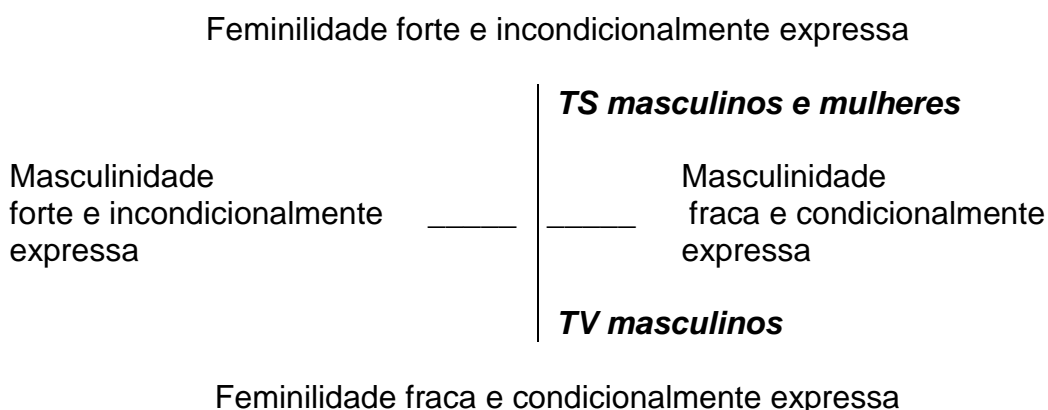 Feminilidade forte e incondicionalmente expressa
TS masculinos e mulheres
Masculinidade
forte e incondicionalmente
expressa
Masculinidade
fraca e condicionalmente
expressa
TV masculinos
Feminilidade fraca e condicionalmente expressa